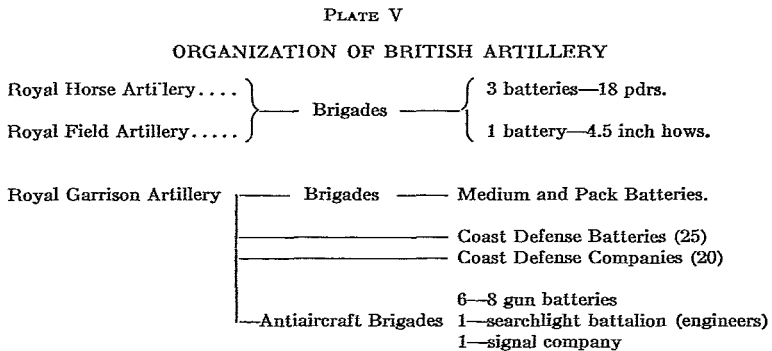 PLATE V
ORGANIZATION OF BRITISH ARTILLERY
Royal Horse Artillery....
3 batteries—18 pdrs.
Brigades
Royal Field Artillery.....
1 battery—4.5 inch hows.
Royal Garrison Artillery
Brigades
Medium and Pack Batteries.
Coast Defense Batteries (25)
Coast Defense Companies (20)
Antiaircraft Brigades
6—8 gun batteries
1—searchlight battalion (engineers)
1—signal company